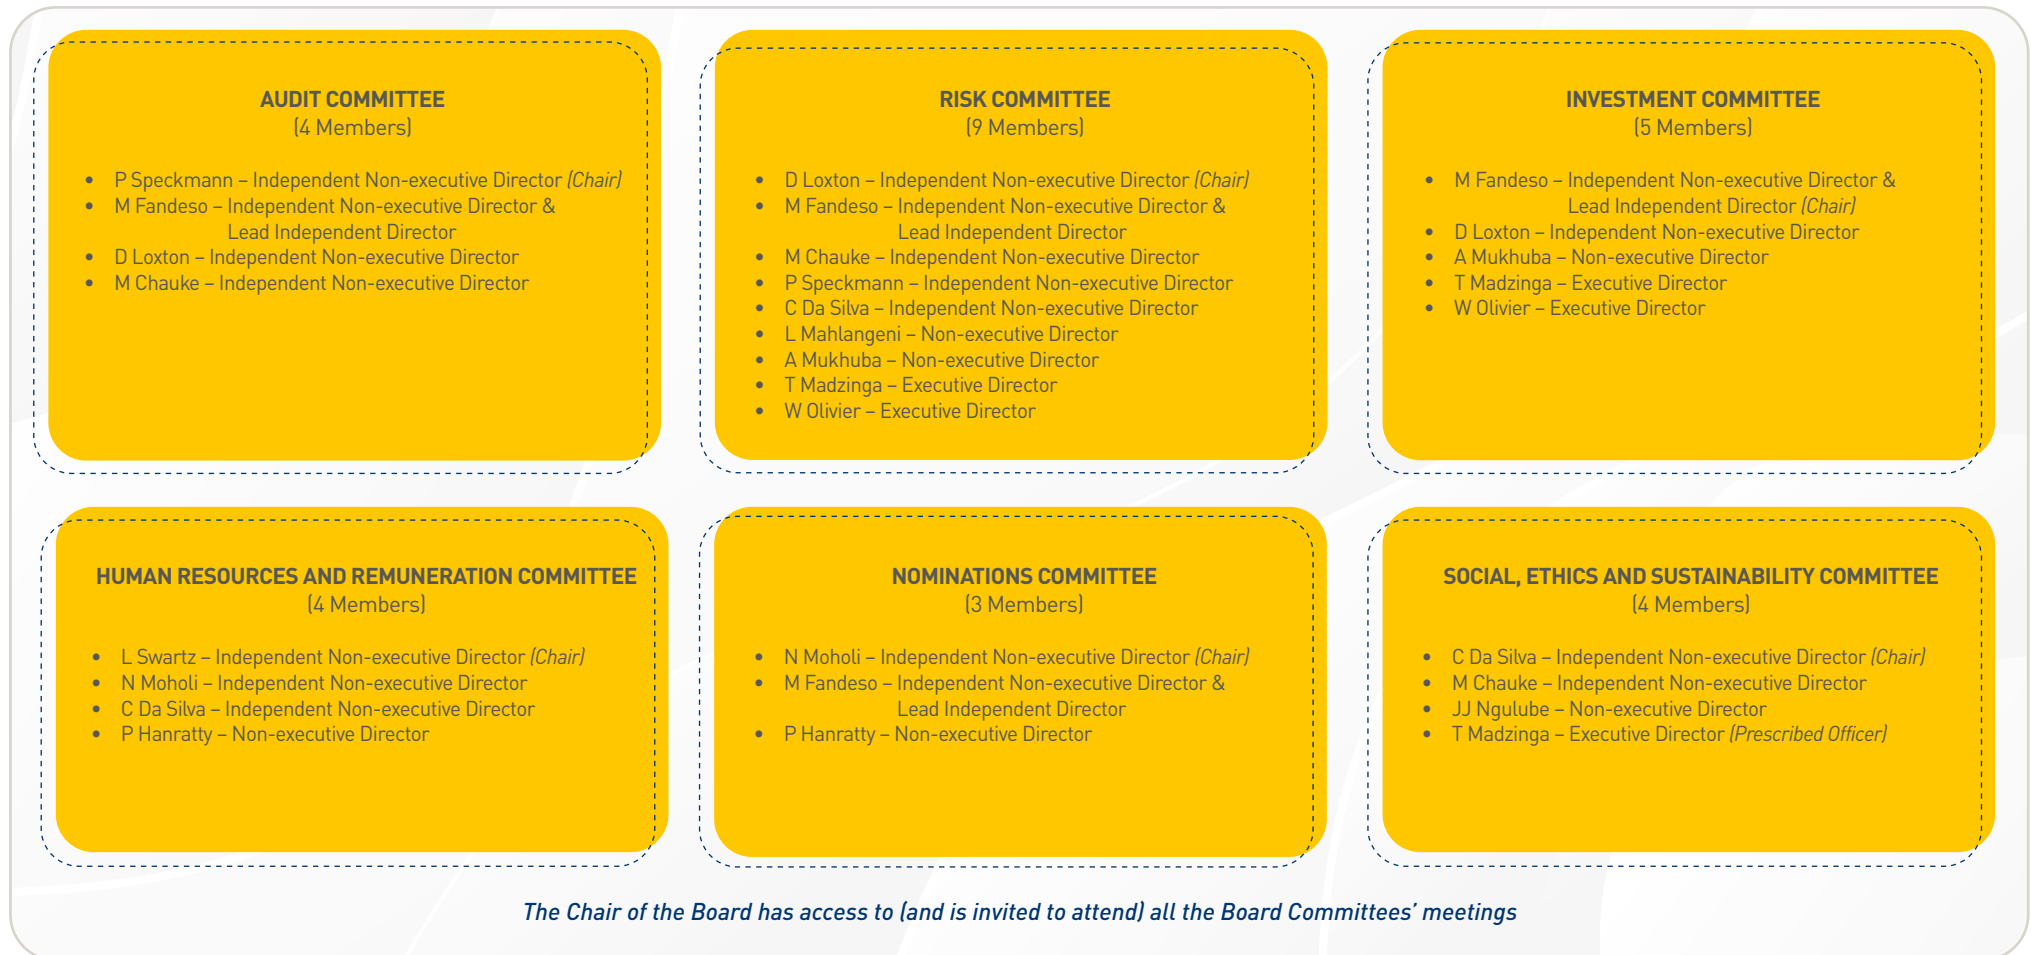 AUDIT COMMITTEE
(4 Members)
• P Speckmann – Independent Non-executive Director (Chair)
• M Fandeso – Independent Non-executive Director &
Lead Independent Director
• D Loxton – Independent Non-executive Director
• M Chauke – Independent Non-executive Director
RISK COMMITTEE
(9 Members)
• D Loxton – Independent Non-executive Director (Chair)
• M Fandeso – Independent Non-executive Director &
Lead Independent Director
• M Chauke – Independent Non-executive Director
• P Speckmann – Independent Non-executive Director
• C Da Silva – Independent Non-executive Director
• L Mahlangeni – Non-executive Director
• A Mukhuba – Non-executive Director
• T Madzinga – Executive Director
• W Olivier – Executive Director
INVESTMENT COMMITTEE
(5 Members)
• M Fandeso – Independent Non-executive Director &
Lead Independent Director (Chair)
• D Loxton – Independent Non-executive Director
• A Mukhuba – Non-executive Director
• T Madzinga – Executive Director
• W Olivier – Executive Director
HUMAN RESOURCES AND REMUNERATION COMMITTEE
(4 Members)
• L Swartz – Independent Non-executive Director (Chair)
• N Moholi – Independent Non-executive Director
• C Da Silva – Independent Non-executive Director
• P Hanratty – Non-executive Director
NOMINATIONS COMMITTEE
(3 Members)
• N Moholi – Independent Non-executive Director (Chair)
• M Fandeso – Independent Non-executive Director &
Lead Independent Director
• P Hanratty – Non-executive Director
SOCIAL, ETHICS AND SUSTAINABILITY COMMITTEE
(4 Members)
• C Da Silva – Independent Non-executive Director (Chair)
• M Chauke – Independent Non-executive Director
• JJ Ngulube – Non-executive Director
• T Madzinga – Executive Director (Prescribed Officer)
The Chair of the Board has access to (and is invited to attend) all the Board Committees’ meetings